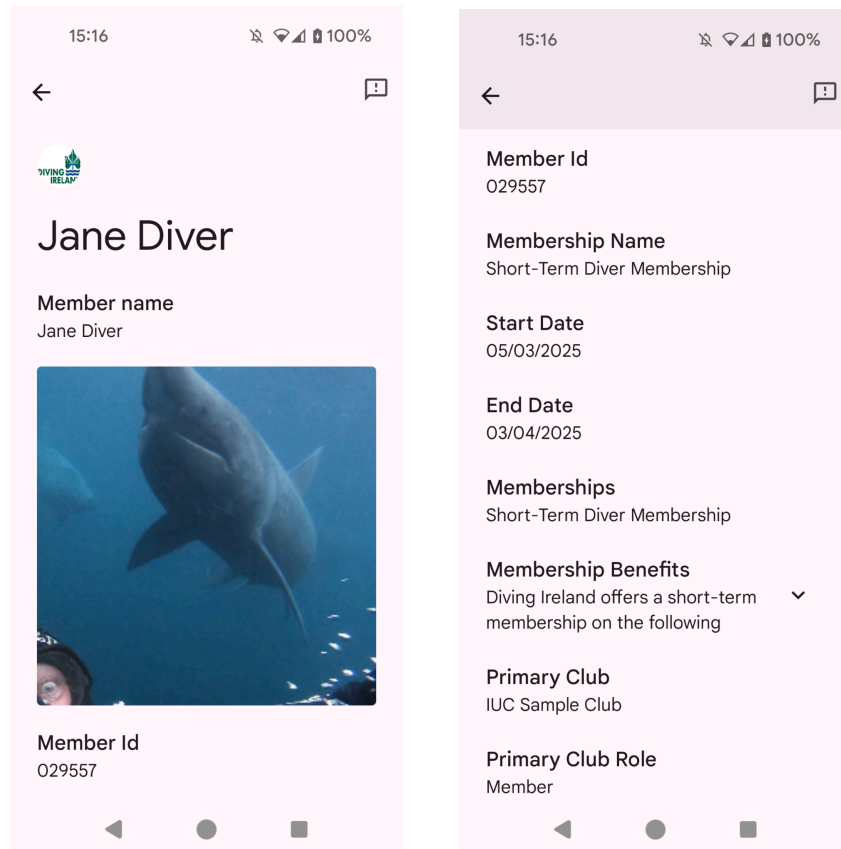 15:16
100%
DIVING
IRELAN
Jane Diver
Member name
Jane Diver
Member Id
029557
15:16
100%
Member Id
029557
Membership Name
Short-Term Diver Membership
Start Date
05/03/2025
End Date
03/04/2025
Memberships
Short-Term Diver Membership
Membership Benefits
Diving Ireland offers a short-term
membership on the following
Primary Club
IUC Sample Club
Primary Club Role
Member